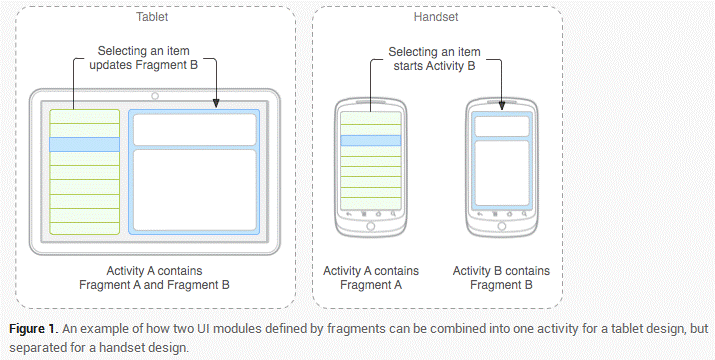 Tablet
Selecting an item
updates Fragment B
Activity A contains
Fragment A and Fragment B
Handset
Selecting an item
starts Activity B
Activity A contains
Fragment A
Activity B contains
Fragment B
Figure 1. An example of how two UI modules defined by fragments can be combined into one activity for a tablet design, but
separated for a handset design.